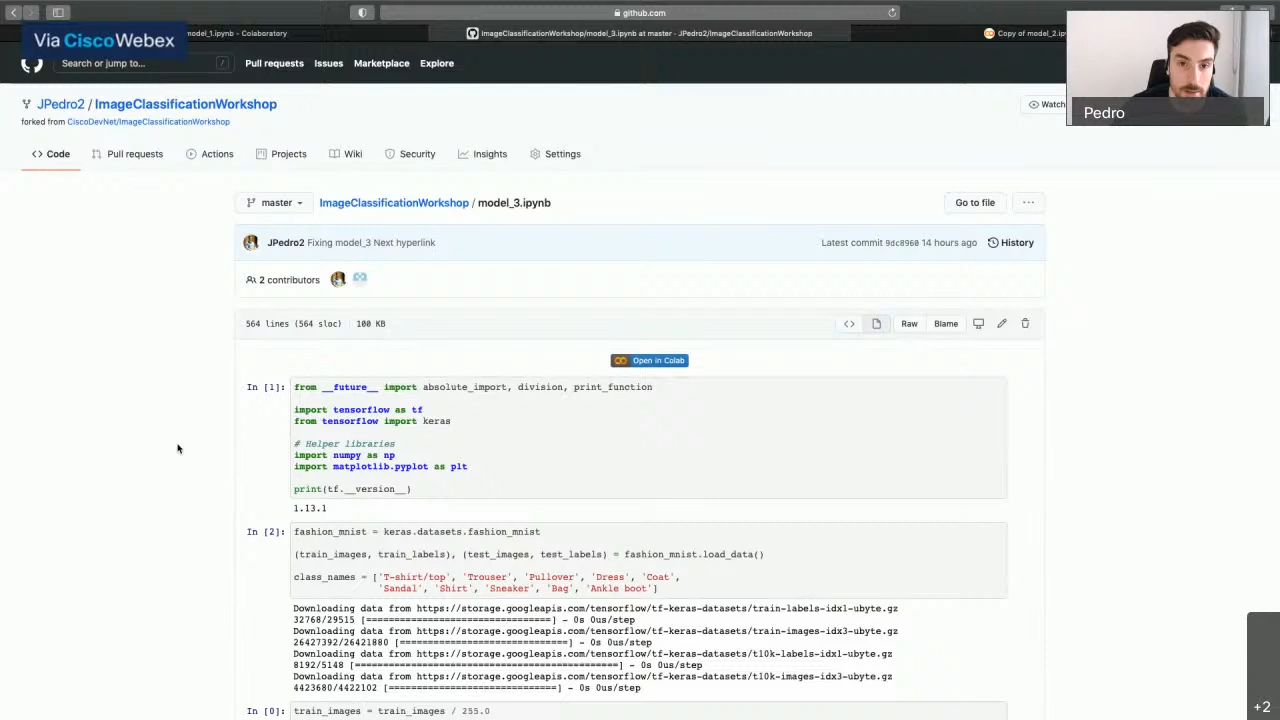 github.com
Via Cisco Webex
model_1.ipynb - Colaboratory
ImageClassificationWorkshop/model_3.ipynb at master · JPedro2/ImageClassificationWorkshop
Copy of model_2.ip
Search or jump to...
/
Pull requests
Issues
Marketplace
Explore
Pedro
JPedro2 / ImageClassificationWorkshop
Watch
forked from CiscoDevNet/ImageClassificationWorkshop
Code
Pull requests
Actions
Projects
Wiki
Security
Insights
Settings
master
ImageClassificationWorkshop / model_3.ipynb
Go to file
...
JPedro2 Fixing model_3 Next hyperlink
Latest commit 9dc8960 14 hours ago
History
2 contributors
564 lines (564 sloc) | 100 KB
<>
Raw
Blame
Open in Colab
In [1]: from __future__ import absolute_import, division, print_function
import tensorflow as tf
from tensorflow import keras
# Helper libraries
import numpy as np
import matplotlib.pyplot as plt
print(tf.__version__)
1.13.1
In [2]: fashion_mnist = keras.datasets.fashion_mnist
(train_images, train_labels), (test_images, test_labels) = fashion_mnist.load_data()
class_names = ['T-shirt/top', 'Trouser', 'Pullover', 'Dress', 'Coat',
'Sandal', 'Shirt', 'Sneaker', 'Bag', 'Ankle boot']
Downloading data from https://storage.googleapis.com/tensorflow/tf-keras-datasets/train-labels-idx1-ubyte.gz
32768/29515 [=================================] - 0s 0us/step
Downloading data from https://storage.googleapis.com/tensorflow/tf-keras-datasets/train-images-idx3-ubyte.gz
26427392/26421880 [==============================] - 0s 0us/step
Downloading data from https://storage.googleapis.com/tensorflow/tf-keras-datasets/t10k-labels-idx1-ubyte.gz
8192/5148 [===============================================] - 0s 0us/step
Downloading data from https://storage.googleapis.com/tensorflow/tf-keras-datasets/t10k-images-idx3-ubyte.gz
4423680/4422102 [==============================] - 0s 0us/step
In [0]: train_images = train_images / 255.0
+2